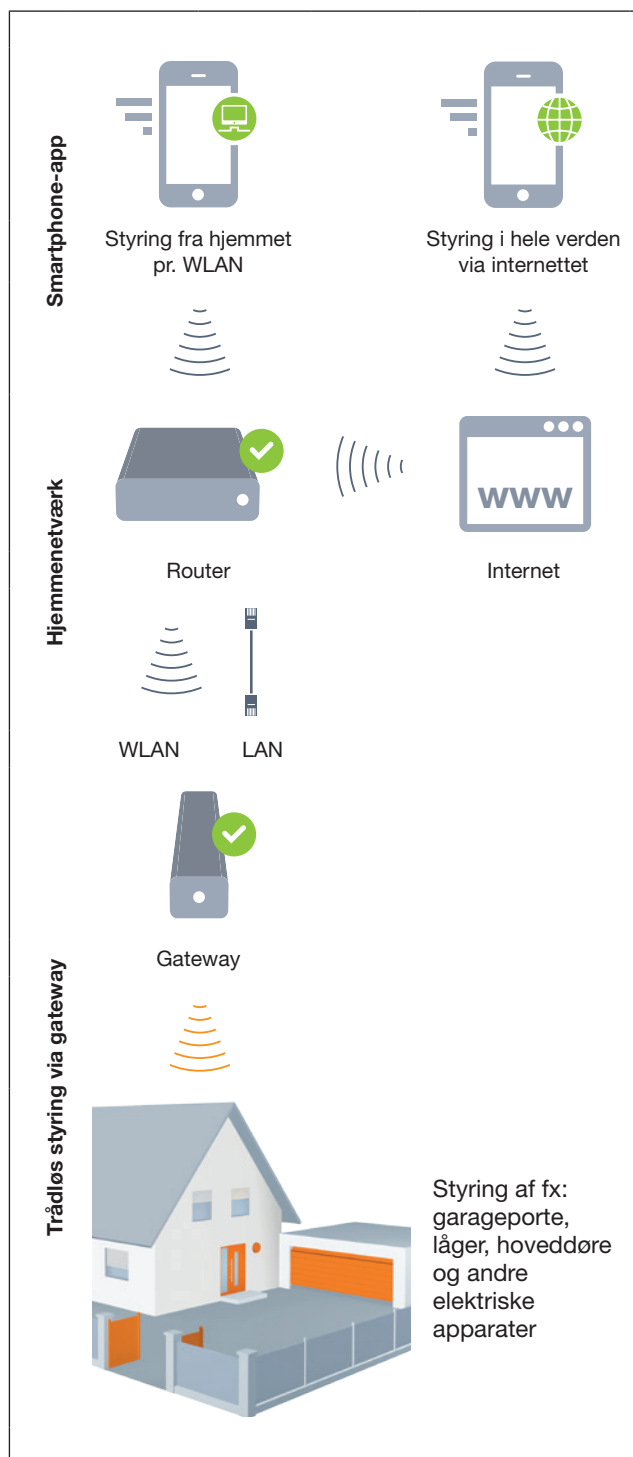 Smartphone-app
Styring fra hjemmet
pr. WLAN
Styring i hele verden
via internettet
Hjemmenetværk
www
Router
Internet
WLAN
LAN
Trådløs styring via gateway
Gateway
Styring af fx:
garageporte,
låger, hoveddøre
og andre
elektriske
apparater